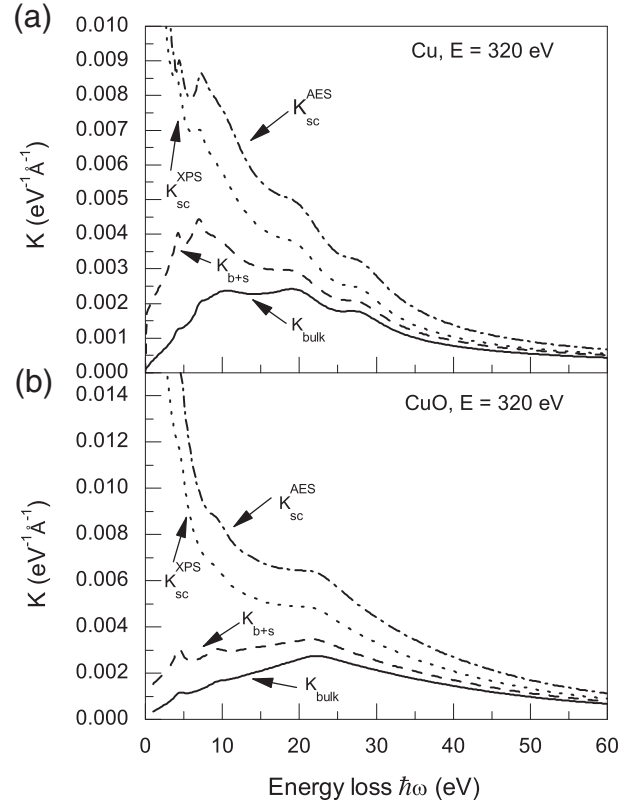 (a)
Cu, E = 320 eV
0.010
0.009
0.008
0.007
0.006
0.005
0.004
0.003
0.002
0.001
0.000
K (eV⁻¹Å⁻¹)
K_sc^AES
K_sc^XPS
K_b+s
K_bulk
(b)
CuO, E = 320 eV
0.014
0.012
0.010
0.008
0.006
0.004
0.002
0.000
K (eV⁻¹Å⁻¹)
K_sc^AES
K_sc^XPS
K_b+s
K_bulk
0 10 20 30 40 50 60
Energy loss ℏω (eV)